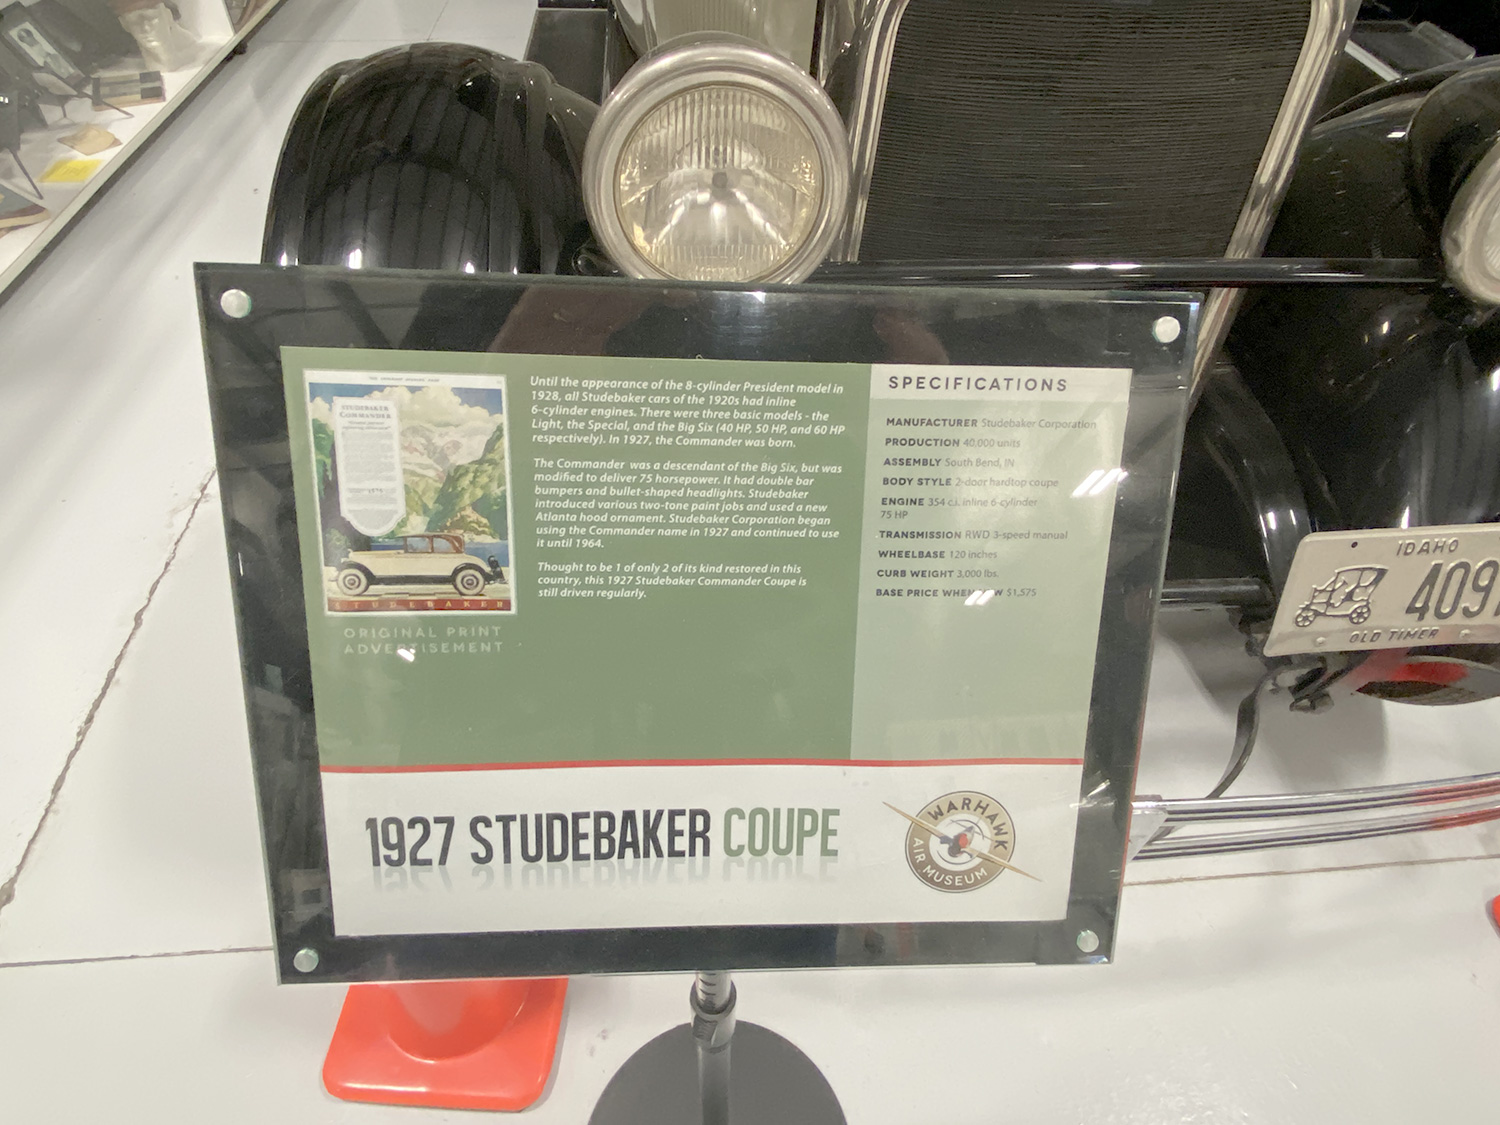 STUDEBAKER
COMMANDER
STUDEBAKER
ORIGINAL PRINT
ADVERTISEMENT
Until the appearance of the 8-cylinder President model in
1928, all Studebaker cars of the 1920s had inline
6-cylinder engines. There were three basic models - the
Light, the Special, and the Big Six (40 HP, 50 HP, and 60 HP
respectively). In 1927, the Commander was born.
The Commander was a descendant of the Big Six, but was
modified to deliver 75 horsepower. It had double bar
bumpers and bullet-shaped headlights. Studebaker
introduced various two-tone paint jobs and used a new
Atlanta hood ornament. Studebaker Corporation began
using the Commander name in 1927 and continued to use
it until 1964.
Thought to be 1 of only 2 of its kind restored in this
country, this 1927 Studebaker Commander Coupe is
still driven regularly.
SPECIFICATIONS
MANUFACTURER Studebaker Corporation
PRODUCTION 40,000 units
ASSEMBLY South Bend, IN
BODY STYLE 2-door hardtop coupe
ENGINE 354 c.i. inline 6-cylinder
75 HP
TRANSMISSION RWD 3-speed manual
WHEELBASE 120 inches
CURB WEIGHT 3,000 lbs.
BASE PRICE WHEN NEW $1,575
1927 STUDEBAKER COUPE
WARHAWK
AIR MUSEUM
IDAHO
409
OLD TIMER